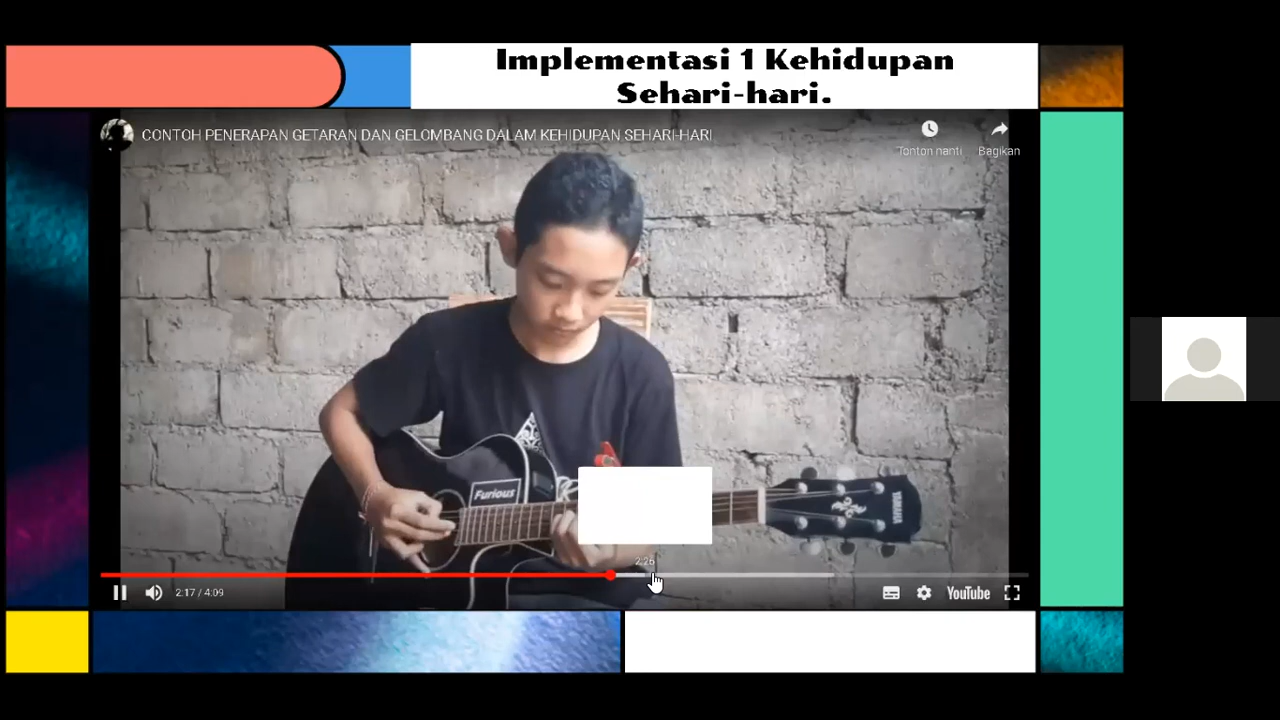 Implementasi 1 Kehidupan
Sehari-hari.
CONTOH PENERAPAN GETARAN DAN GELOMBANG DALAM KEHIDUPAN SEHARI-HARI
Tonton nanti
Bagikan
Furious
YAMAHA
2:26
2:17 / 4:09
YouTube